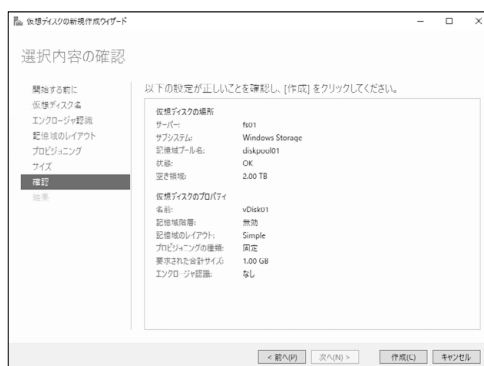 仮想ディスクの新規作成ウィザード
選択内容の確認
開始する前に
仮想ディスク名
エンクロージャ認識
記憶域のレイアウト
プロビジョニング
サイズ
確認
結果
以下の設定が正しいことを確認し、[作成] をクリックしてください。
仮想ディスクの場所
サーバー: fs01
サブシステム: Windows Storage
記憶域プール名: diskpool01
状態: OK
空き領域: 2.00 TB
仮想ディスクのプロパティ
名前: vDisk01
記憶域階層: 無効
記憶域のレイアウト: Simple
プロビジョニングの種類: 固定
要求された合計サイズ: 1.00 GB
エンクロージャ認識: なし
< 前へ(P) 次へ(N) > 作成(C) キャンセル